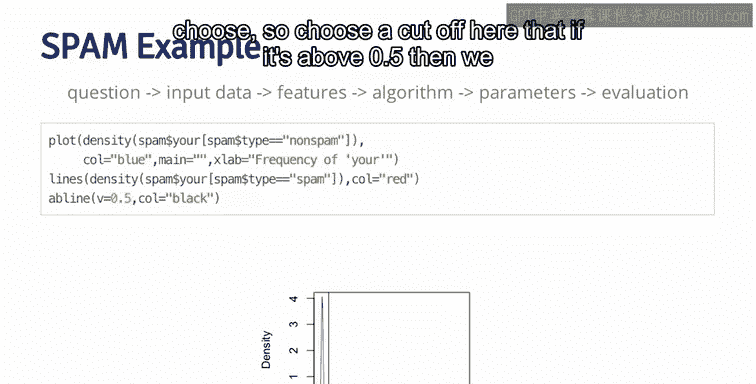 choose, so choose a cut off here that if
it's above 0.5 then we
SPAM Example
question -> input data -> features -> algorithm -> parameters -> evaluation
plot(density(spam$your[spam$type=="nonspam"]),
col="blue",main="",xlab="Frequency of 'your'")
lines(density(spam$your[spam$type=="spam"]),col="red")
abline(v=0.5,col="black")
Density
4
3
2
1